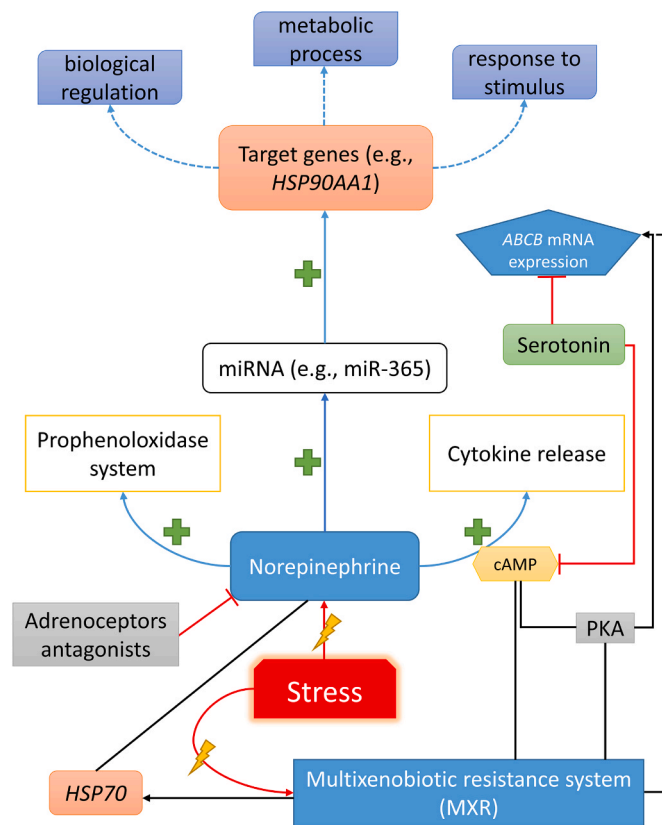 metabolic
process
biological
regulation
response to
stimulus
Target genes (e.g.,
HSP90AA1)
ABCB mRNA
expression
Serotonin
miRNA (e.g., miR-365)
Prophenoloxidase
system
Cytokine release
Norepinephrine
cAMP
Adrenoceptors
antagonists
PKA
Stress
HSP70
Multixenobiotic resistance system
(MXR)